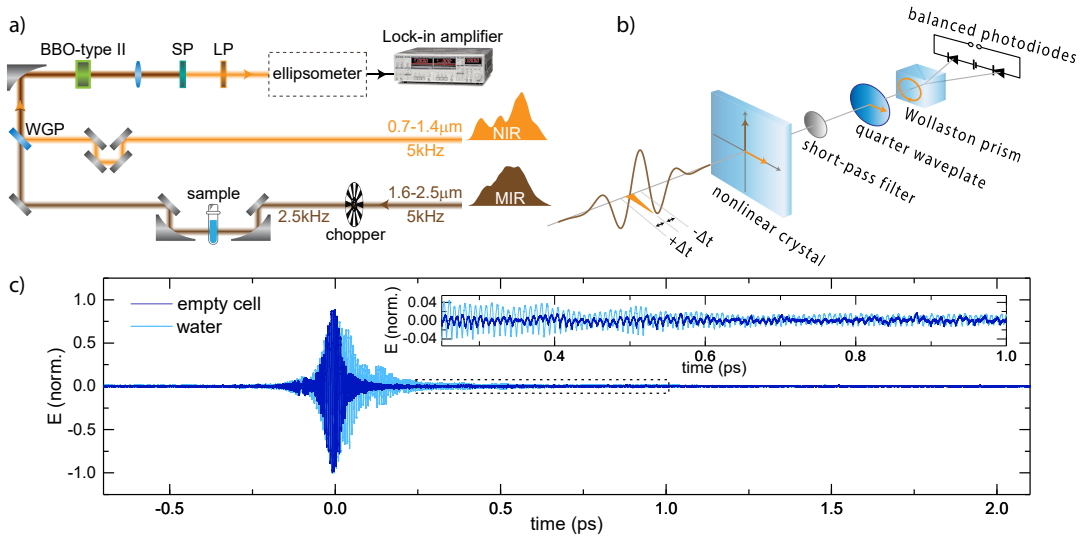 a)
BBO-type II
SP
LP
ellipsometer
Lock-in amplifier
WGP
0.7-1.4μm
5kHz
NIR
sample
2.5kHz
chopper
1.6-2.5μm
5kHz
MIR
b)
balanced photodiodes
Wollaston prism
quarter waveplate
short-pass filter
nonlinear crystal
-Δt
+Δt
c)
E (norm.)
1.0
0.5
0.0
-0.5
-1.0
empty cell
water
E (norm.)
0.04
0.00
-0.04
0.4
0.6
0.8
1.0
time (ps)
-0.5
0.0
0.5
1.0
1.5
2.0
time (ps)